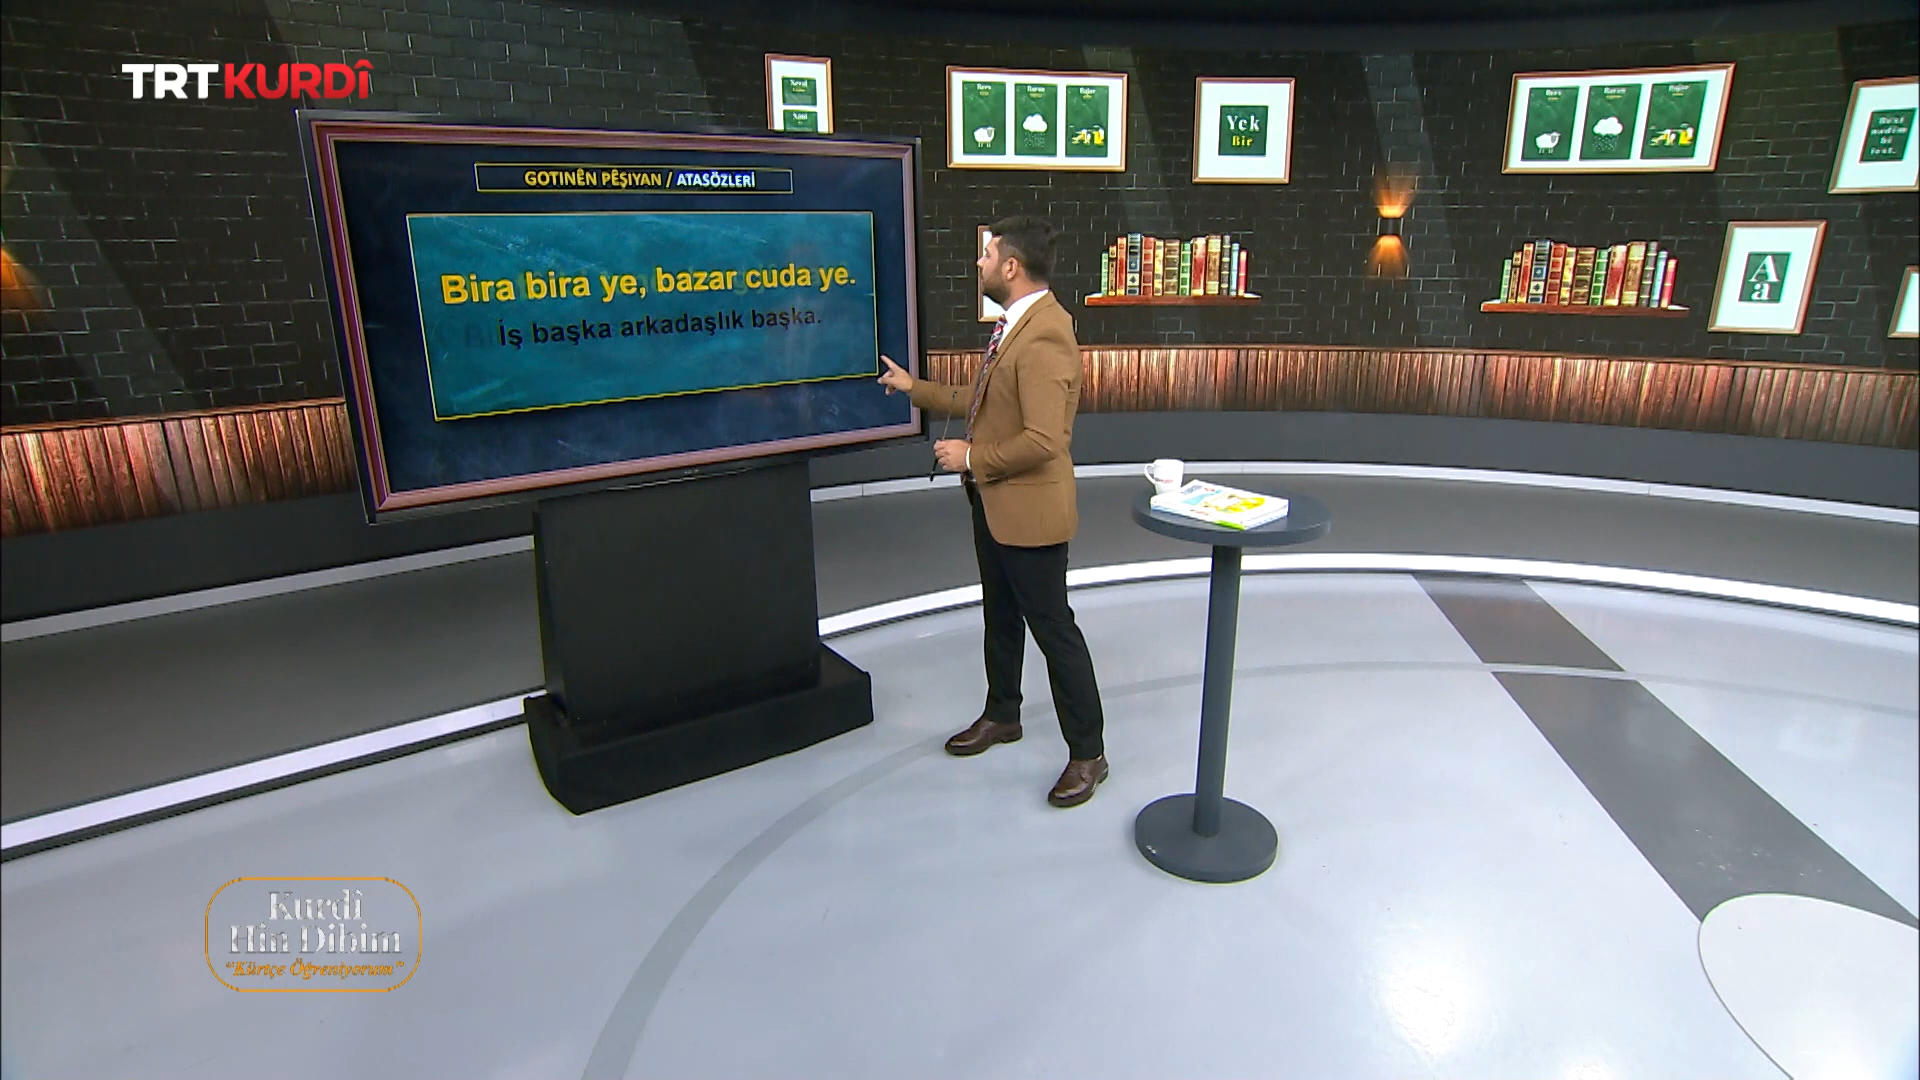 TRT KURDÎ
GOTINÊN PÊŞIYAN / ATASÖZLERİ
Bira bira ye, bazar cuda ye.
İş başka arkadaşlık başka.
Yek
Bir
A
a
Kurdî
Hîn Dibim
"Kürtçe Öğreniyorum"